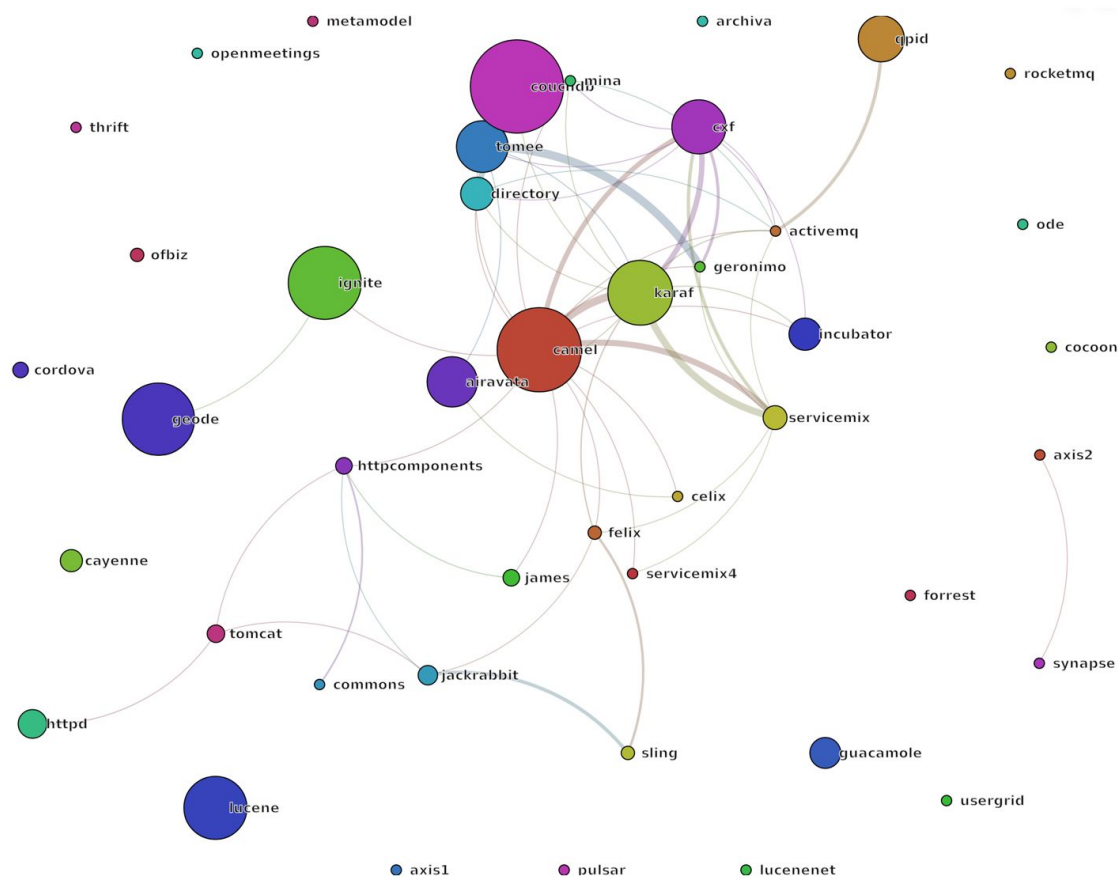 metamodel
archiva
qpid
openmeetings
rocketmq
couchdb
mina
thrift
cxf
tomee
directory
ode
activemq
ofbiz
geronimo
ignite
karaf
incubator
cocoon
camel
cordova
airavata
geode
servicemix
axis2
httpcomponents
celix
felix
cayenne
servicemix4
james
forrest
tomcat
synapse
jackrabbit
commons
httpd
sling
guacamole
usergrid
lucene
axis1
pulsar
lucenenet